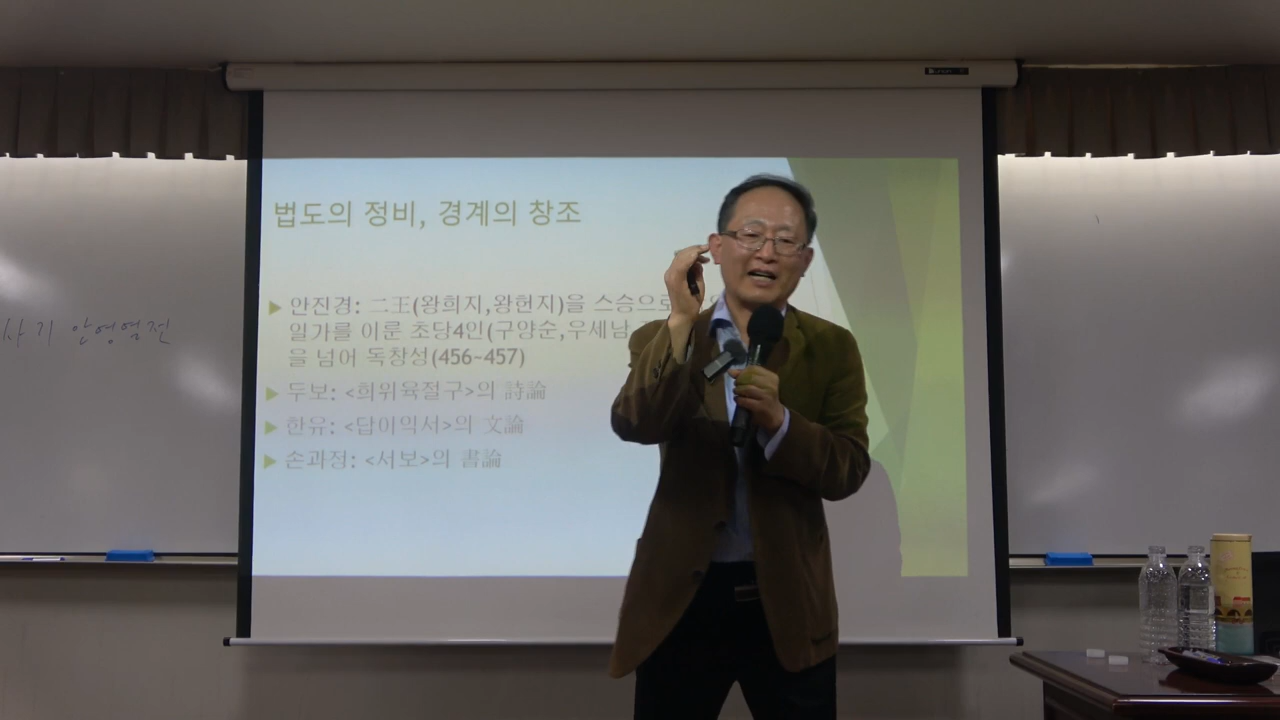 법도의 정비, 경계의 창조
안진경: 二王(왕희지,왕헌지)을 스승으로
일가를 이룬 초당4인(구양순,우세남
을 넘어 독창성(456~457)
두보: <희위육절구>의 詩論
한유: <답이익서>의 文論
손과정: <서보>의 書論
사기 안영열전